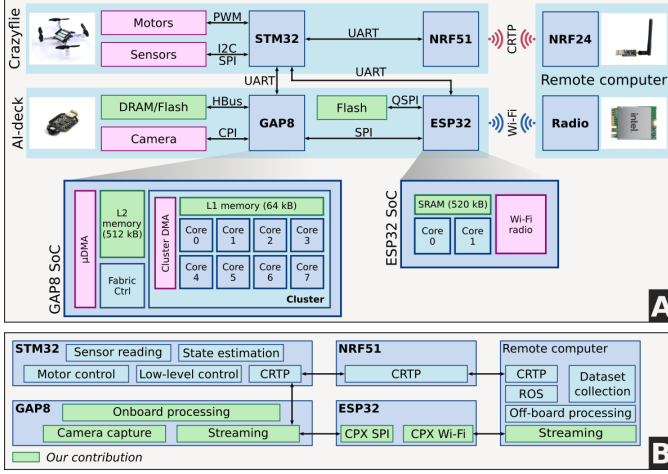 Crazyflie
Motors
PWM
Sensors
I2C
SPI
STM32
UART
NRF51
CRTP
NRF24
UART
UART
Remote computer
AI-deck
DRAM/Flash
HBus
Camera
CPI
GAP8
Flash
QSPI
SPI
ESP32
Wi-Fi
Radio
intel
GAP8 SoC
μDMA
L2
memory
(512 kB)
Fabric
Ctrl
Cluster DMA
L1 memory (64 kB)
Core
0
Core
1
Core
2
Core
3
Core
4
Core
5
Core
6
Core
7
Cluster
ESP32 SoC
SRAM (520 kB)
Core
0
Core
1
Wi-Fi
radio
A
STM32
Sensor reading
State estimation
Motor control
Low-level control
CRTP
NRF51
CRTP
Remote computer
CRTP
ROS
Dataset
collection
Off-board processing
Streaming
GAP8
Onboard processing
Camera capture
Streaming
ESP32
CPX SPI
CPX Wi-Fi
Our contribution
B